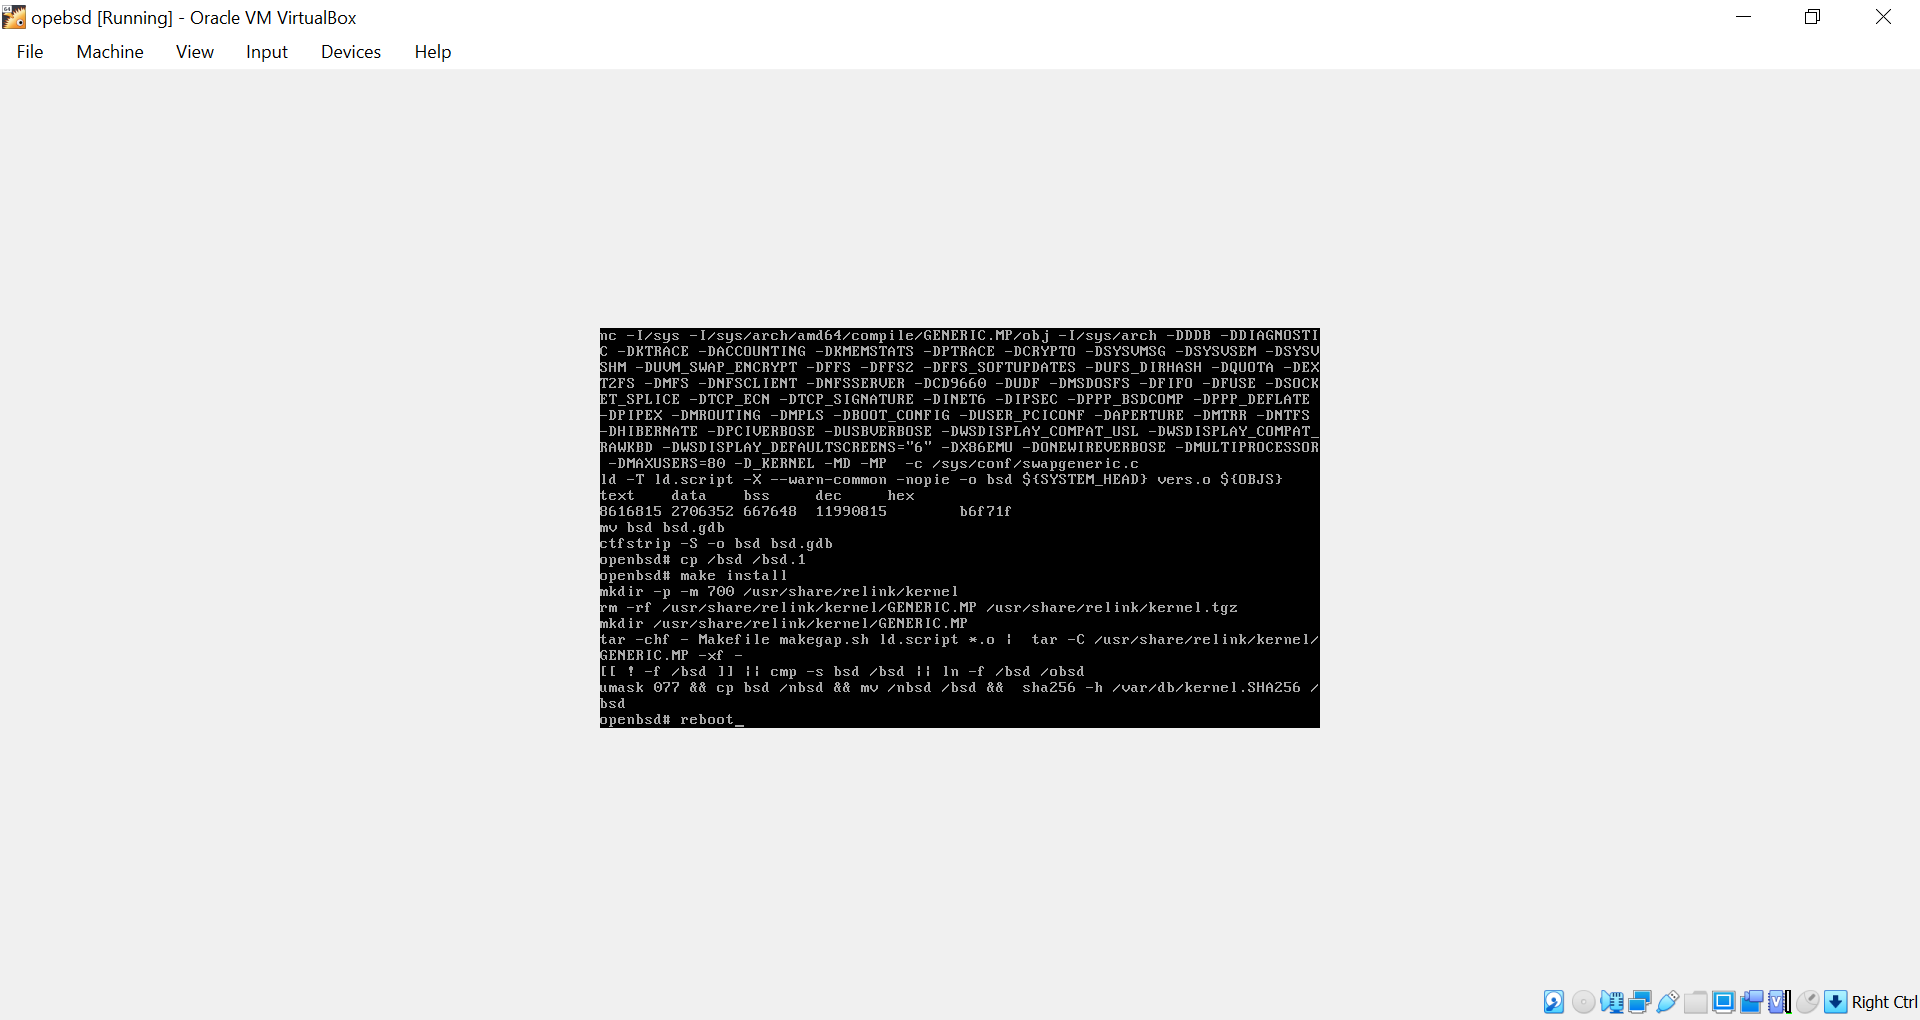 opebsd [Running] - Oracle VM VirtualBox
File Machine View Input Devices Help
nc -I/sys -I/sys/arch/amd64/compile/GENERIC.MP/obj -I/sys/arch -DDDB -DDIAGNOSTI
C -DKTRACE -DACCOUNTING -DKMEMSTATS -DPTRACE -DCRYPTO -DSYSVMSG -DSYSVSEM -DSYSV
SHM -DUVM_SWAP_ENCRYPT -DFFS -DFFS2 -DFFS_SOFTUPDATES -DUFS_DIRHASH -DQUOTA -DEX
T2FS -DMFS -DNFSCLIENT -DNFSSERVER -DCD9660 -DUDF -DMSDOSFS -DFIFO -DFUSE -DSOCK
ET_SPLICE -DTCP_ECN -DTCP_SIGNATURE -DINET6 -DIPSEC -DPPP_BSDCOMP -DPPP_DEFLATE
-DPIPEX -DMROUTING -DMPLS -DBOOT_CONFIG -DUSER_PCICONF -DAPERTURE -DMTRR -DNTFS
-DHIBERNATE -DPCIVERBOSE -DUSBVERBOSE -DWSDISPLAY_COMPAT_USL -DWSDISPLAY_COMPAT_
RAWKBD -DWSDISPLAY_DEFAULTSCREENS="6" -DX86EMU -DONEWIREVERBOSE -DMULTIPROCESSOR
-DMAXUSERS=80 -D_KERNEL -MD -MP -c /sys/conf/swapgeneric.c
ld -T ld.script -X --warn-common -nopie -o bsd ${SYSTEM_HEAD} vers.o ${OBJS}
text data bss dec hex
8616815 2706352 667648 11990815 b6f71f
mv bsd bsd.gdb
ctfstrip -S -o bsd bsd.gdb
openbsd# cp /bsd /bsd.1
openbsd# make install
mkdir -p -m 700 /usr/share/relink/kernel
rm -rf /usr/share/relink/kernel/GENERIC.MP /usr/share/relink/kernel.tgz
mkdir /usr/share/relink/kernel/GENERIC.MP
tar -chf - Makefile makegap.sh ld.script *.o | tar -C /usr/share/relink/kernel/
GENERIC.MP -xf -
[[ ! -f /bsd ]] || cmp -s bsd /bsd || ln -f /bsd /obsd
umask 077 && cp bsd /nbsd && mv /nbsd /bsd && sha256 -h /var/db/kernel.SHA256 /
bsd
openbsd# reboot_
Right Ctrl